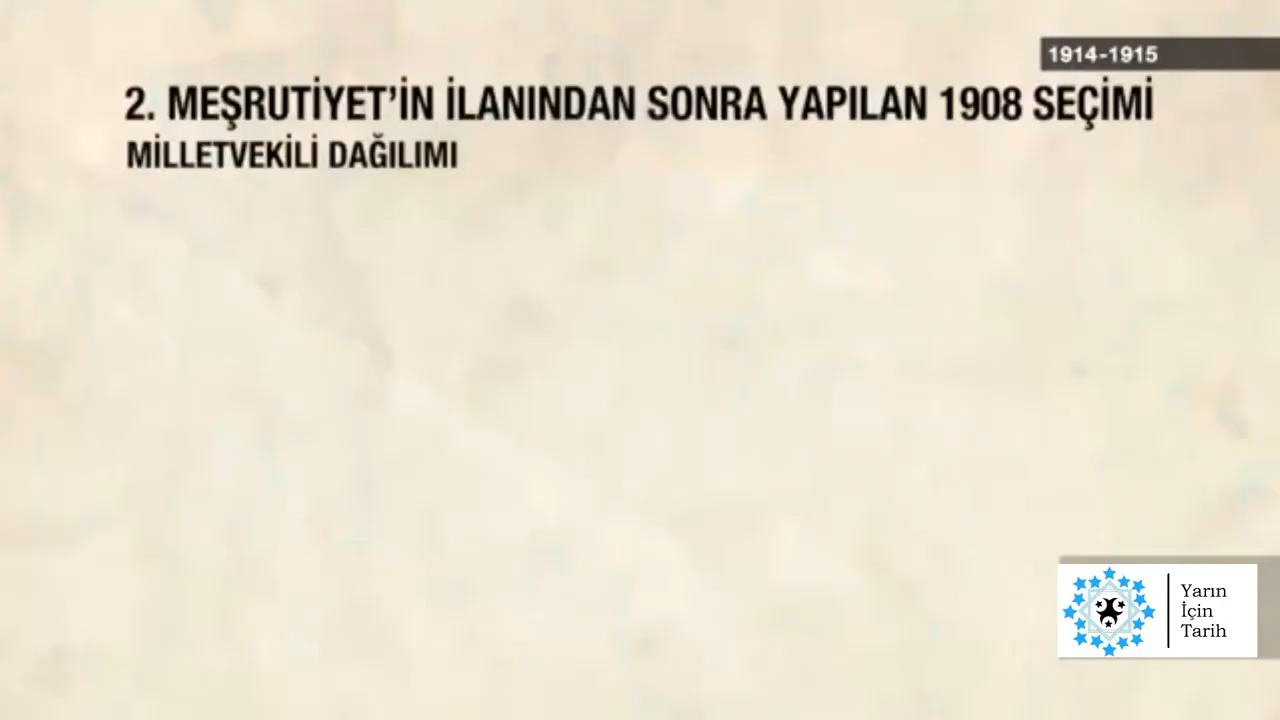 1914-1915
2. MEŞRUTİYET’İN İLANINDAN SONRA YAPILAN 1908 SEÇİMİ
MİLLETVEKİLİ DAĞILIMI
Yarın
İçin
Tarih